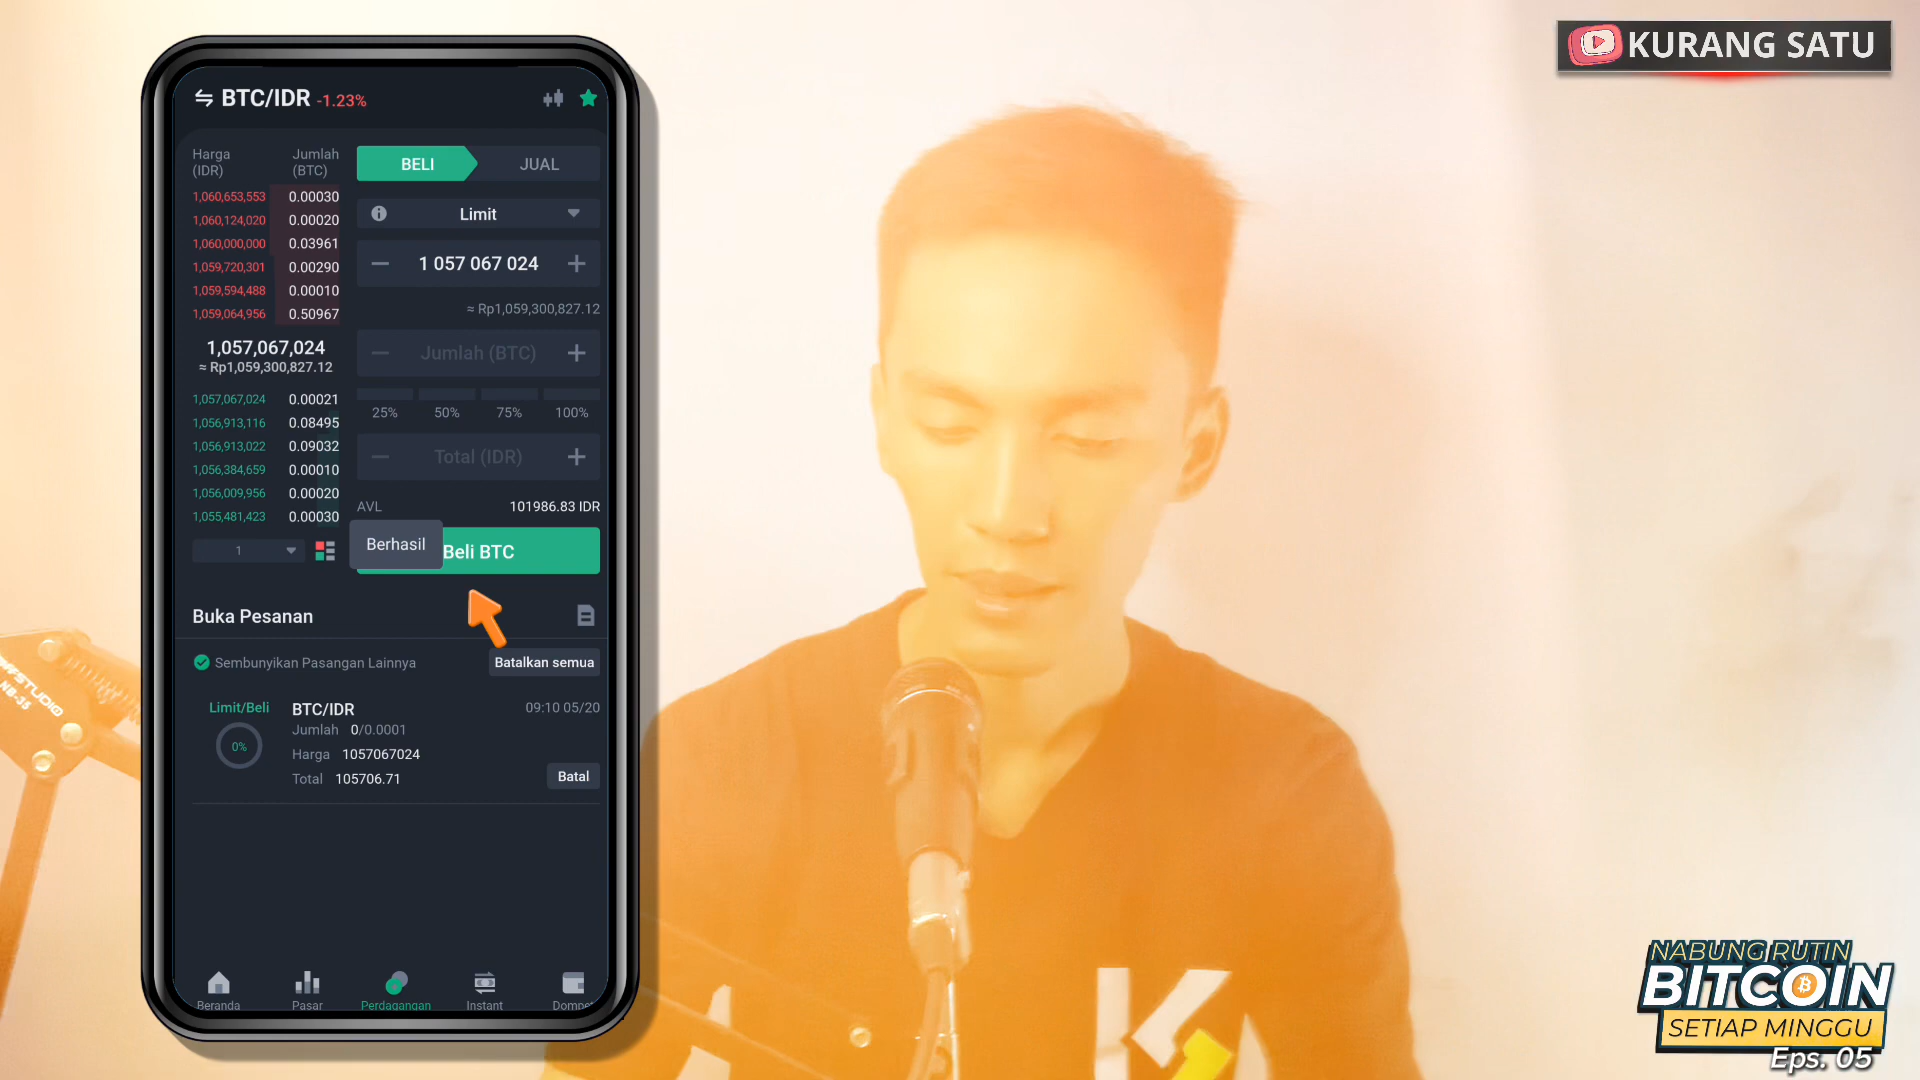 KURANG SATU
BTC/IDR -1.23%
Harga (IDR)
Jumlah (BTC)
1,060,653,553 0.00030
1,060,124,020 0.00020
1,060,000,000 0.03961
1,059,720,301 0.00290
1,059,594,488 0.00010
1,059,064,956 0.50967
1,057,067,024
≈ Rp1,059,300,827.12
1,057,067,024 0.00021
1,056,913,116 0.08495
1,056,913,022 0.09032
1,056,384,659 0.00010
1,056,009,956 0.00020
1,055,481,423 0.00030
1
BELI JUAL
Limit
1 057 067 024
≈ Rp1,059,300,827.12
Jumlah (BTC)
25% 50% 75% 100%
Total (IDR)
AVL 101986.83 IDR
Berhasil
Beli BTC
Buka Pesanan
Sembunyikan Pasangan Lainnya
Batalkan semua
Limit/Beli
0%
BTC/IDR 09:10 05/20
Jumlah 0/0.0001
Harga 1057067024
Total 105706.71
Batal
Beranda Pasar Perdagangan Instant Dompet
NB-35
K
NABUNG RUTIN
BITCOIN
SETIAP MINGGU
Eps. 05